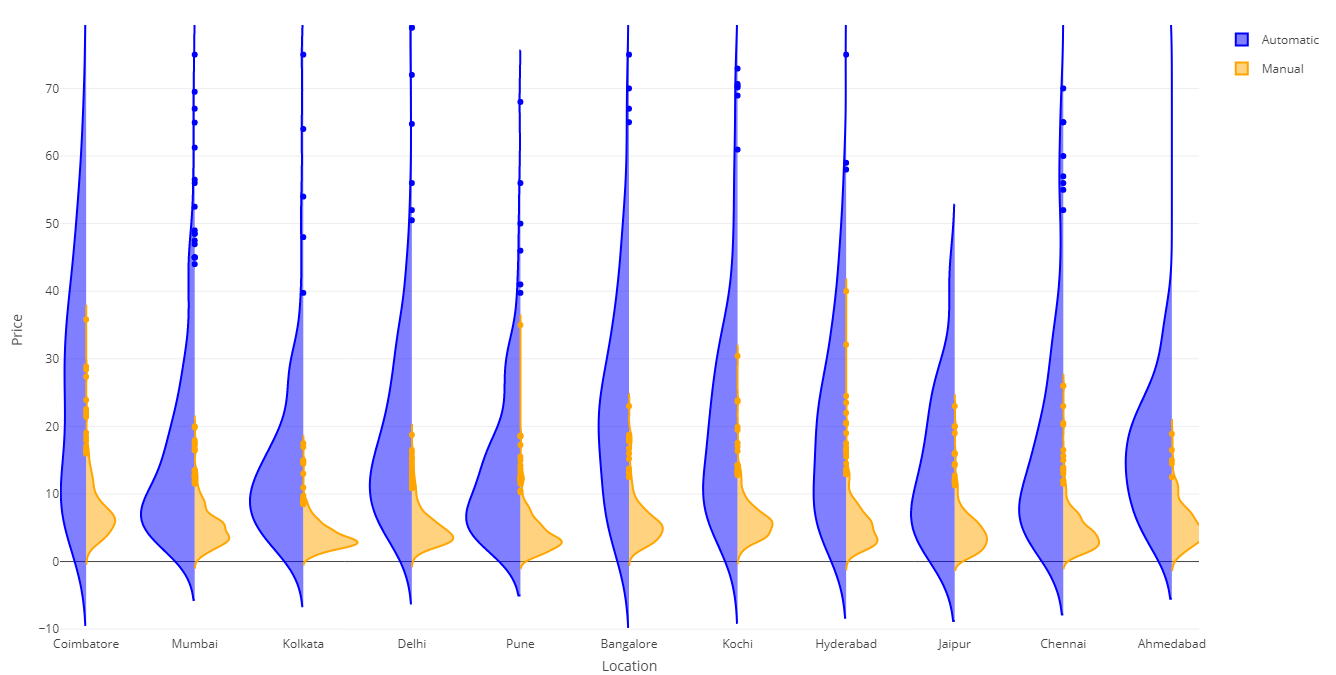 Automatic
Manual
70
60
50
40
30
20
10
0
−10
Price
Coimbatore Mumbai Kolkata Delhi Pune Bangalore Kochi Hyderabad Jaipur Chennai Ahmedabad
Location